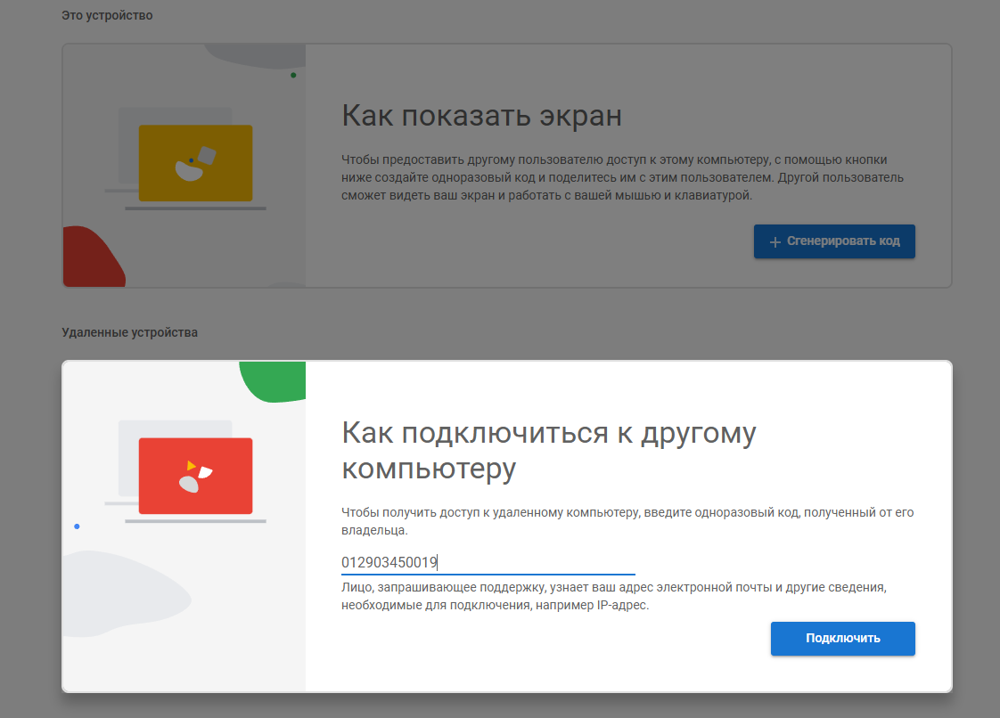 Это устройство
Как показать экран
Чтобы предоставить другому пользователю доступ к этому компьютеру, с помощью кнопки
ниже создайте одноразовый код и поделитесь им с этим пользователем. Другой пользователь
сможет видеть ваш экран и работать с вашей мышью и клавиатурой.
+ Сгенерировать код
Удаленные устройства
Как подключиться к другому
компьютеру
Чтобы получить доступ к удаленному компьютеру, введите одноразовый код, полученный от его
владельца.
012903450019
Лицо, запрашивающее поддержку, узнает ваш адрес электронной почты и другие сведения,
необходимые для подключения, например IP-адрес.
Подключить